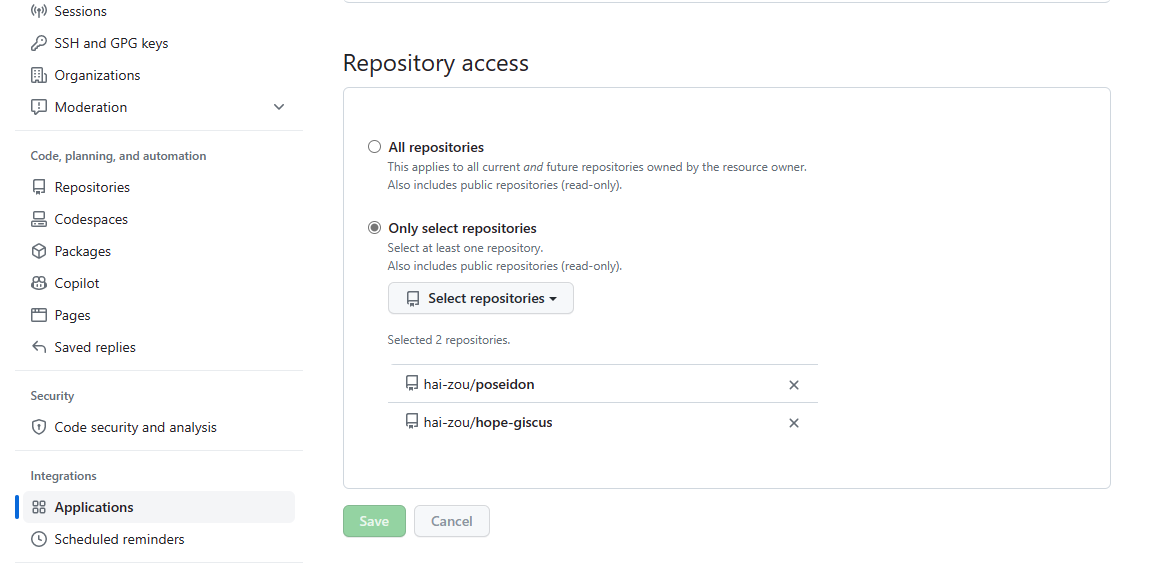 Sessions
SSH and GPG keys
Organizations
Moderation
Code, planning, and automation
Repositories
Codespaces
Packages
Copilot
Pages
Saved replies
Security
Code security and analysis
Integrations
Applications
Scheduled reminders
Repository access
All repositories
This applies to all current and future repositories owned by the resource owner.
Also includes public repositories (read-only).
Only select repositories
Select at least one repository.
Also includes public repositories (read-only).
Select repositories
Selected 2 repositories.
hai-zou/poseidon
hai-zou/hope-giscus
Save
Cancel